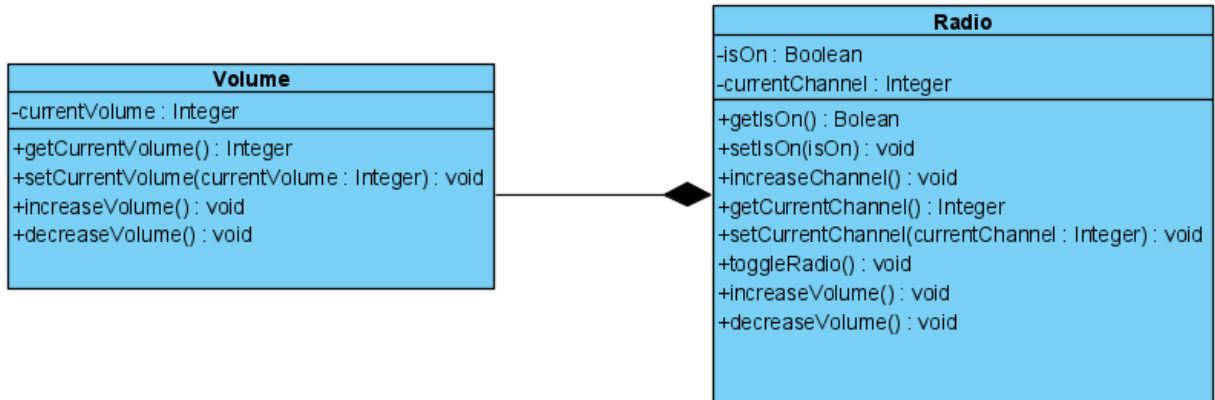 Volume
-currentVolume : Integer
+getCurrentVolume() : Integer
+setCurrentVolume(currentVolume : Integer) : void
+increaseVolume() : void
+decreaseVolume() : void
Radio
-isOn : Boolean
-currentChannel : Integer
+getIsOn() : Bolean
+setIsOn(isOn) : void
+increaseChannel() : void
+getCurrentChannel() : Integer
+setCurrentChannel(currentChannel : Integer) : void
+toggleRadio() : void
+increaseVolume() : void
+decreaseVolume() : void